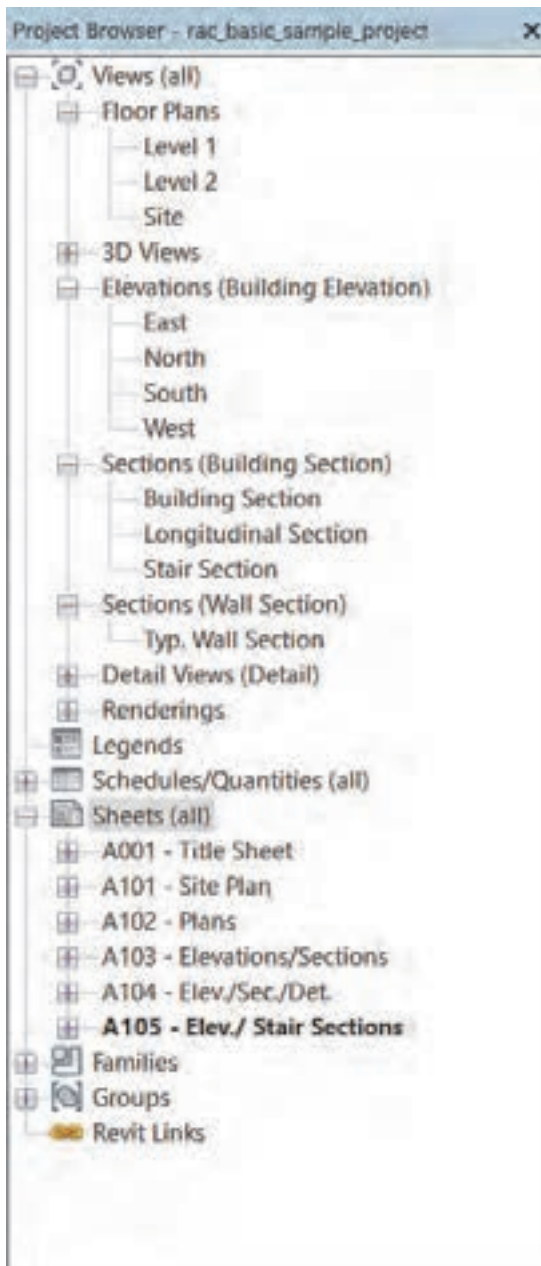 Project Browser - rac_basic_sample_project
Views (all)
Floor Plans
Level 1
Level 2
Site
3D Views
Elevations (Building Elevation)
East
North
South
West
Sections (Building Section)
Building Section
Longitudinal Section
Stair Section
Sections (Wall Section)
Typ. Wall Section
Detail Views (Detail)
Renderings
Legends
Schedules/Quantities (all)
Sheets (all)
A001 - Title Sheet
A101 - Site Plan
A102 - Plans
A103 - Elevations/Sections
A104 - Elev./Sec./Det.
A105 - Elev./ Stair Sections
Families
Groups
Revit Links